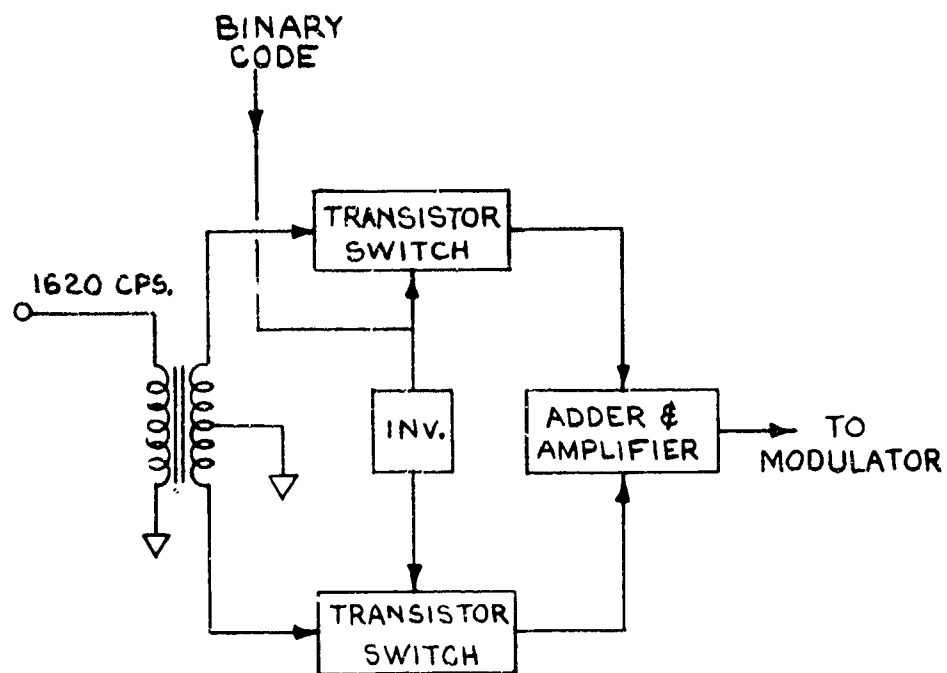 BINARY
CODE
TRANSISTOR
SWITCH
1620 CPS.
INV.
ADDER &
AMPLIFIER
TO
MODULATOR
TRANSISTOR
SWITCH